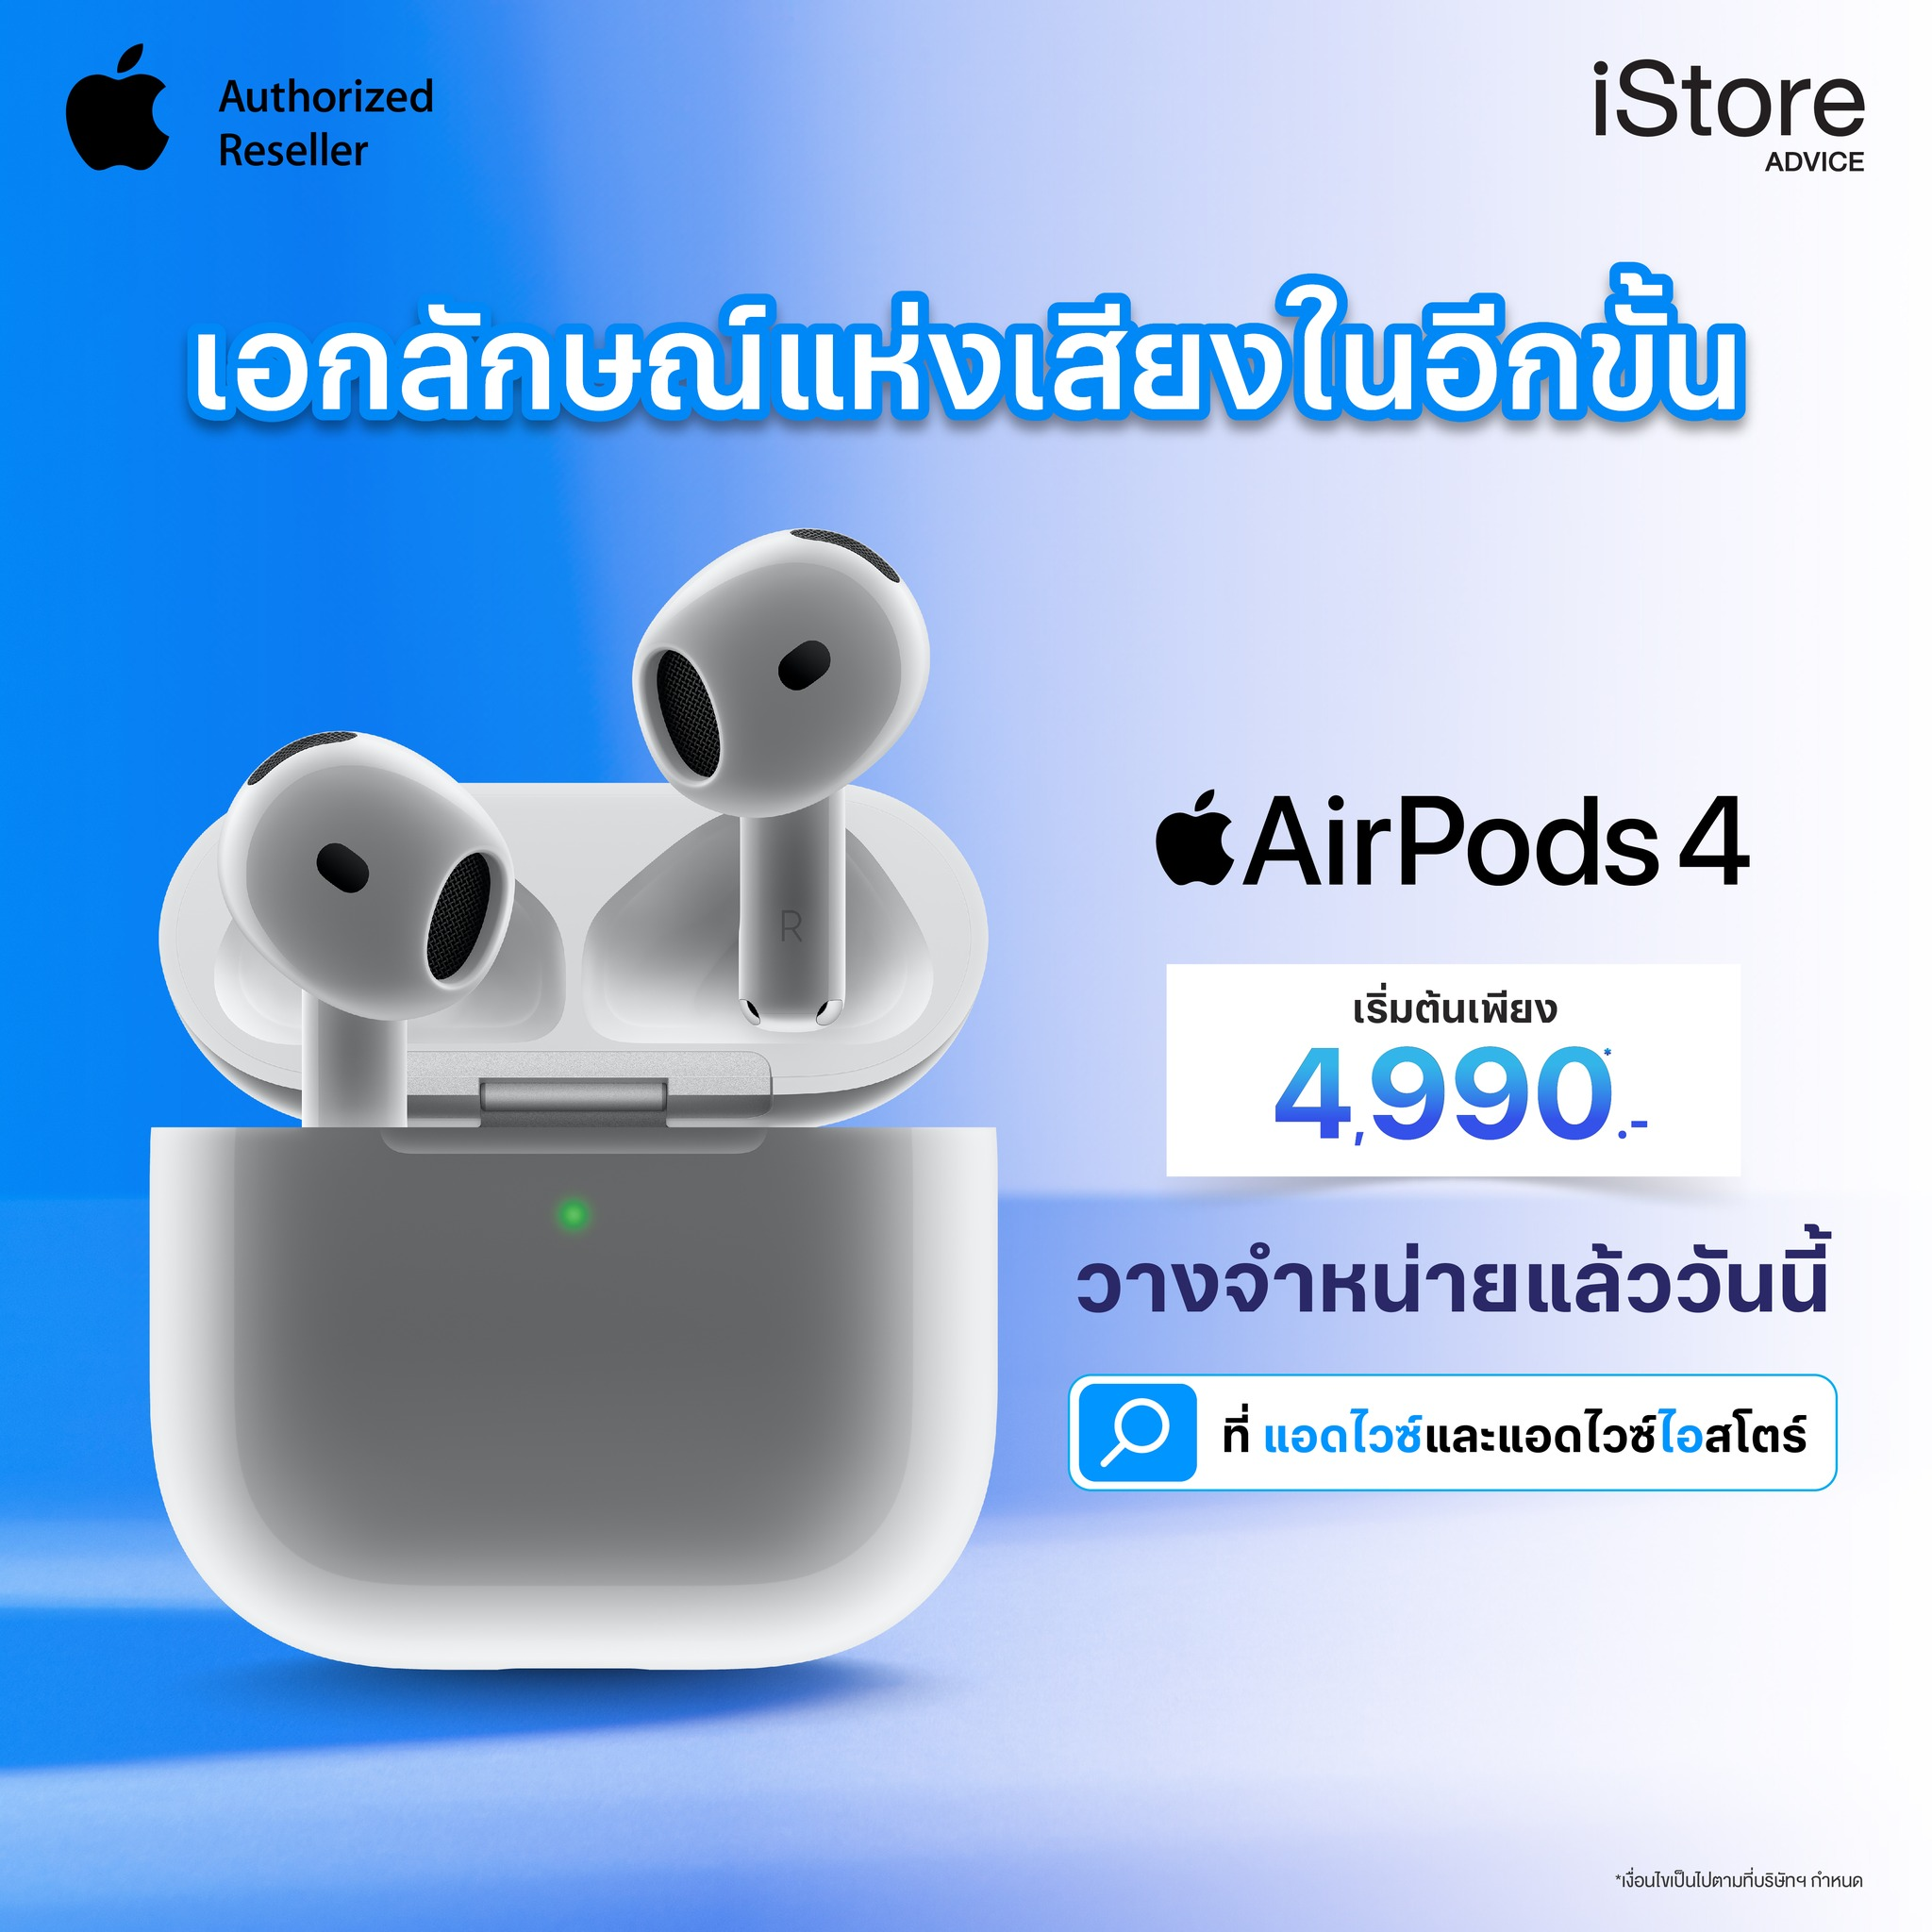 Authorized
Reseller
iStore
ADVICE
เอกลักษณ์แห่งเสียงในอีกขั้น
R
AirPods 4
เริ่มต้นเพียง
4,990.-*
วางจำหน่ายแล้ววันนี้
ที่ แอดไวซ์และแอดไวซ์ไอสโตร์
*เงื่อนไขเป็นไปตามที่บริษัทฯ กำหนด